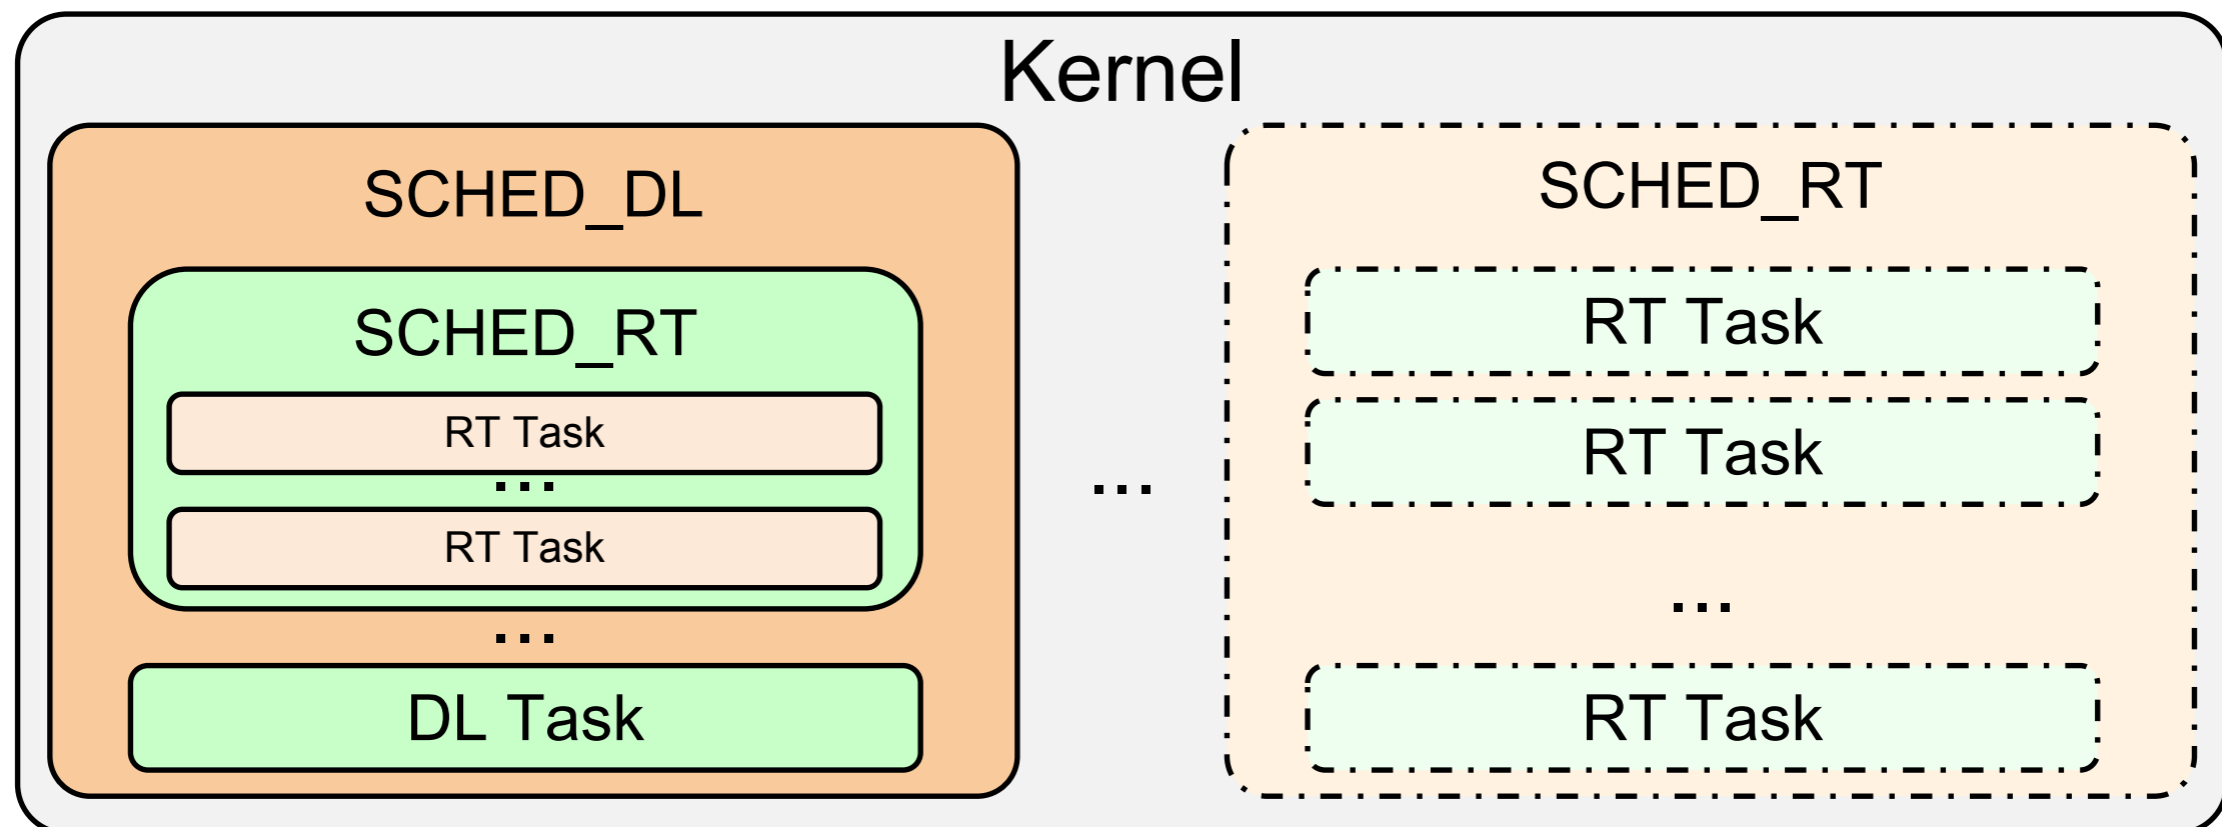 Kernel
SCHED_DL
SCHED_RT
RT Task
...
RT Task
...
DL Task
...
SCHED_RT
RT Task
RT Task
...
RT Task